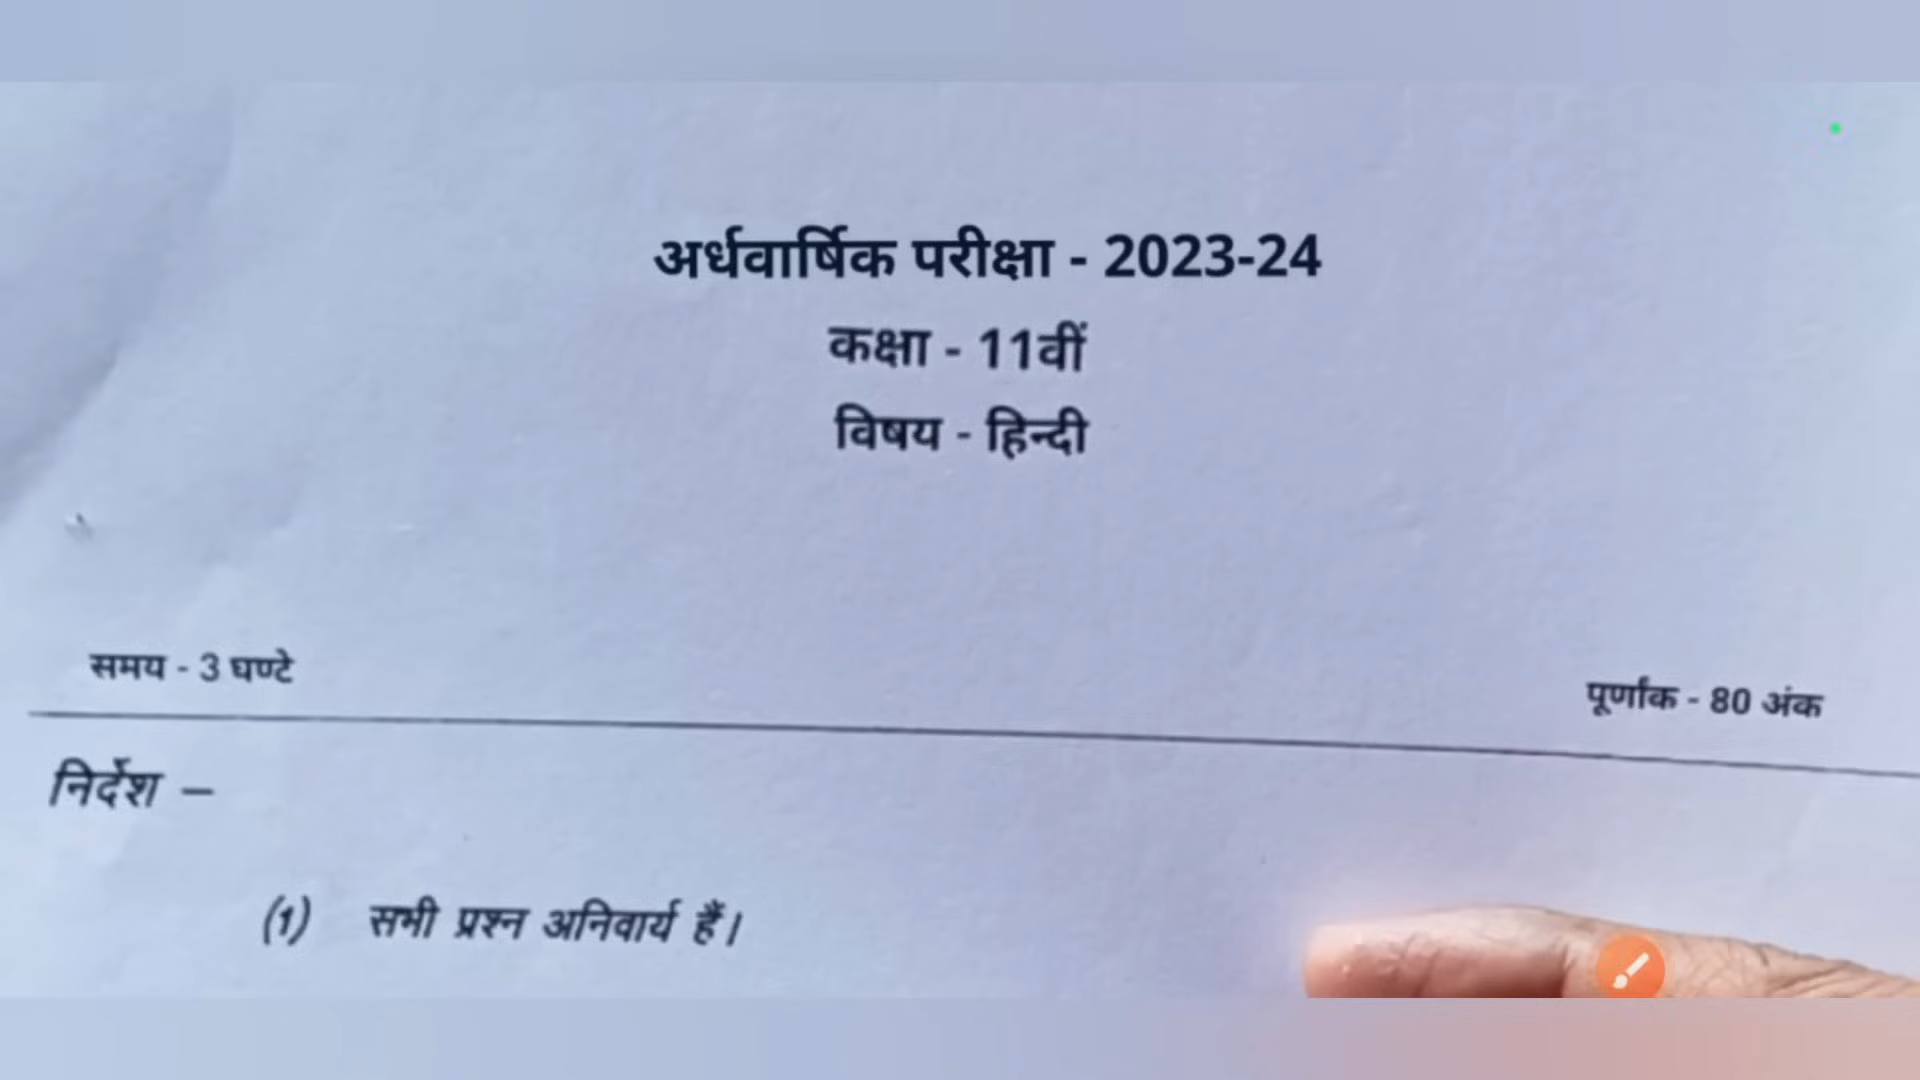 अर्धवार्षिक परीक्षा - 2023-24
कक्षा - 11वीं
विषय - हिन्दी
समय - 3 घण्टे
पूर्णांक - 80 अंक
निर्देश –
(1) सभी प्रश्न अनिवार्य हैं।